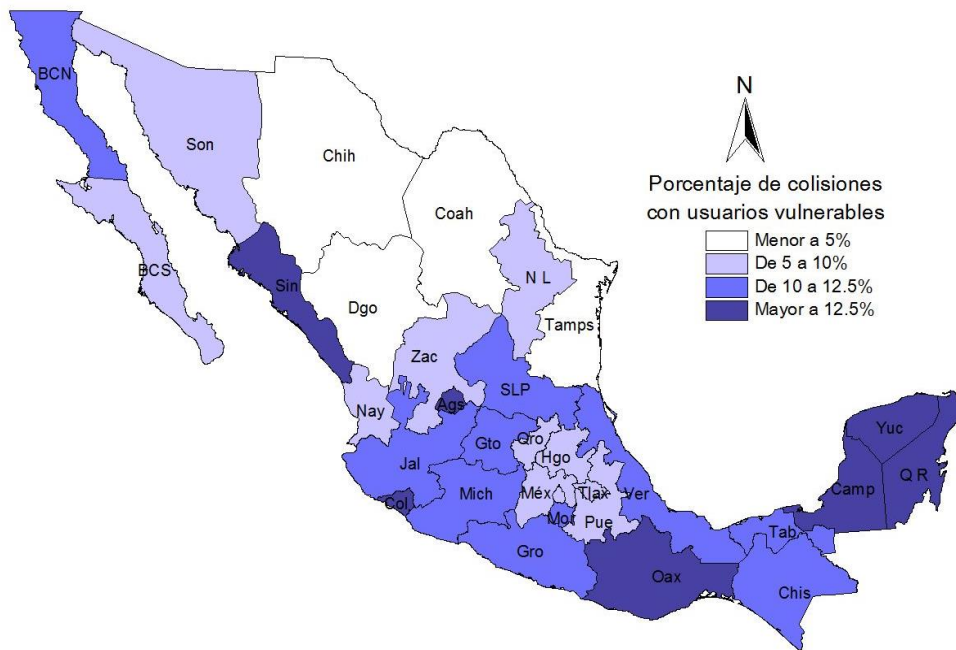 N
Porcentaje de colisiones
con usuarios vulnerables
Menor a 5%
De 5 a 10%
De 10 a 12.5%
Mayor a 12.5%
BCN
Son
Chih
Coah
BCS
Sin
Dgo
N L
Tamps
Zac
SLP
Nay
Ags
Gto
Qro
Hgo
Jal
Mich
Méx
Tlax
Ver
Col
Mor
Pue
Gro
Oax
Yuc
Q R
Camp
Tab
Chis